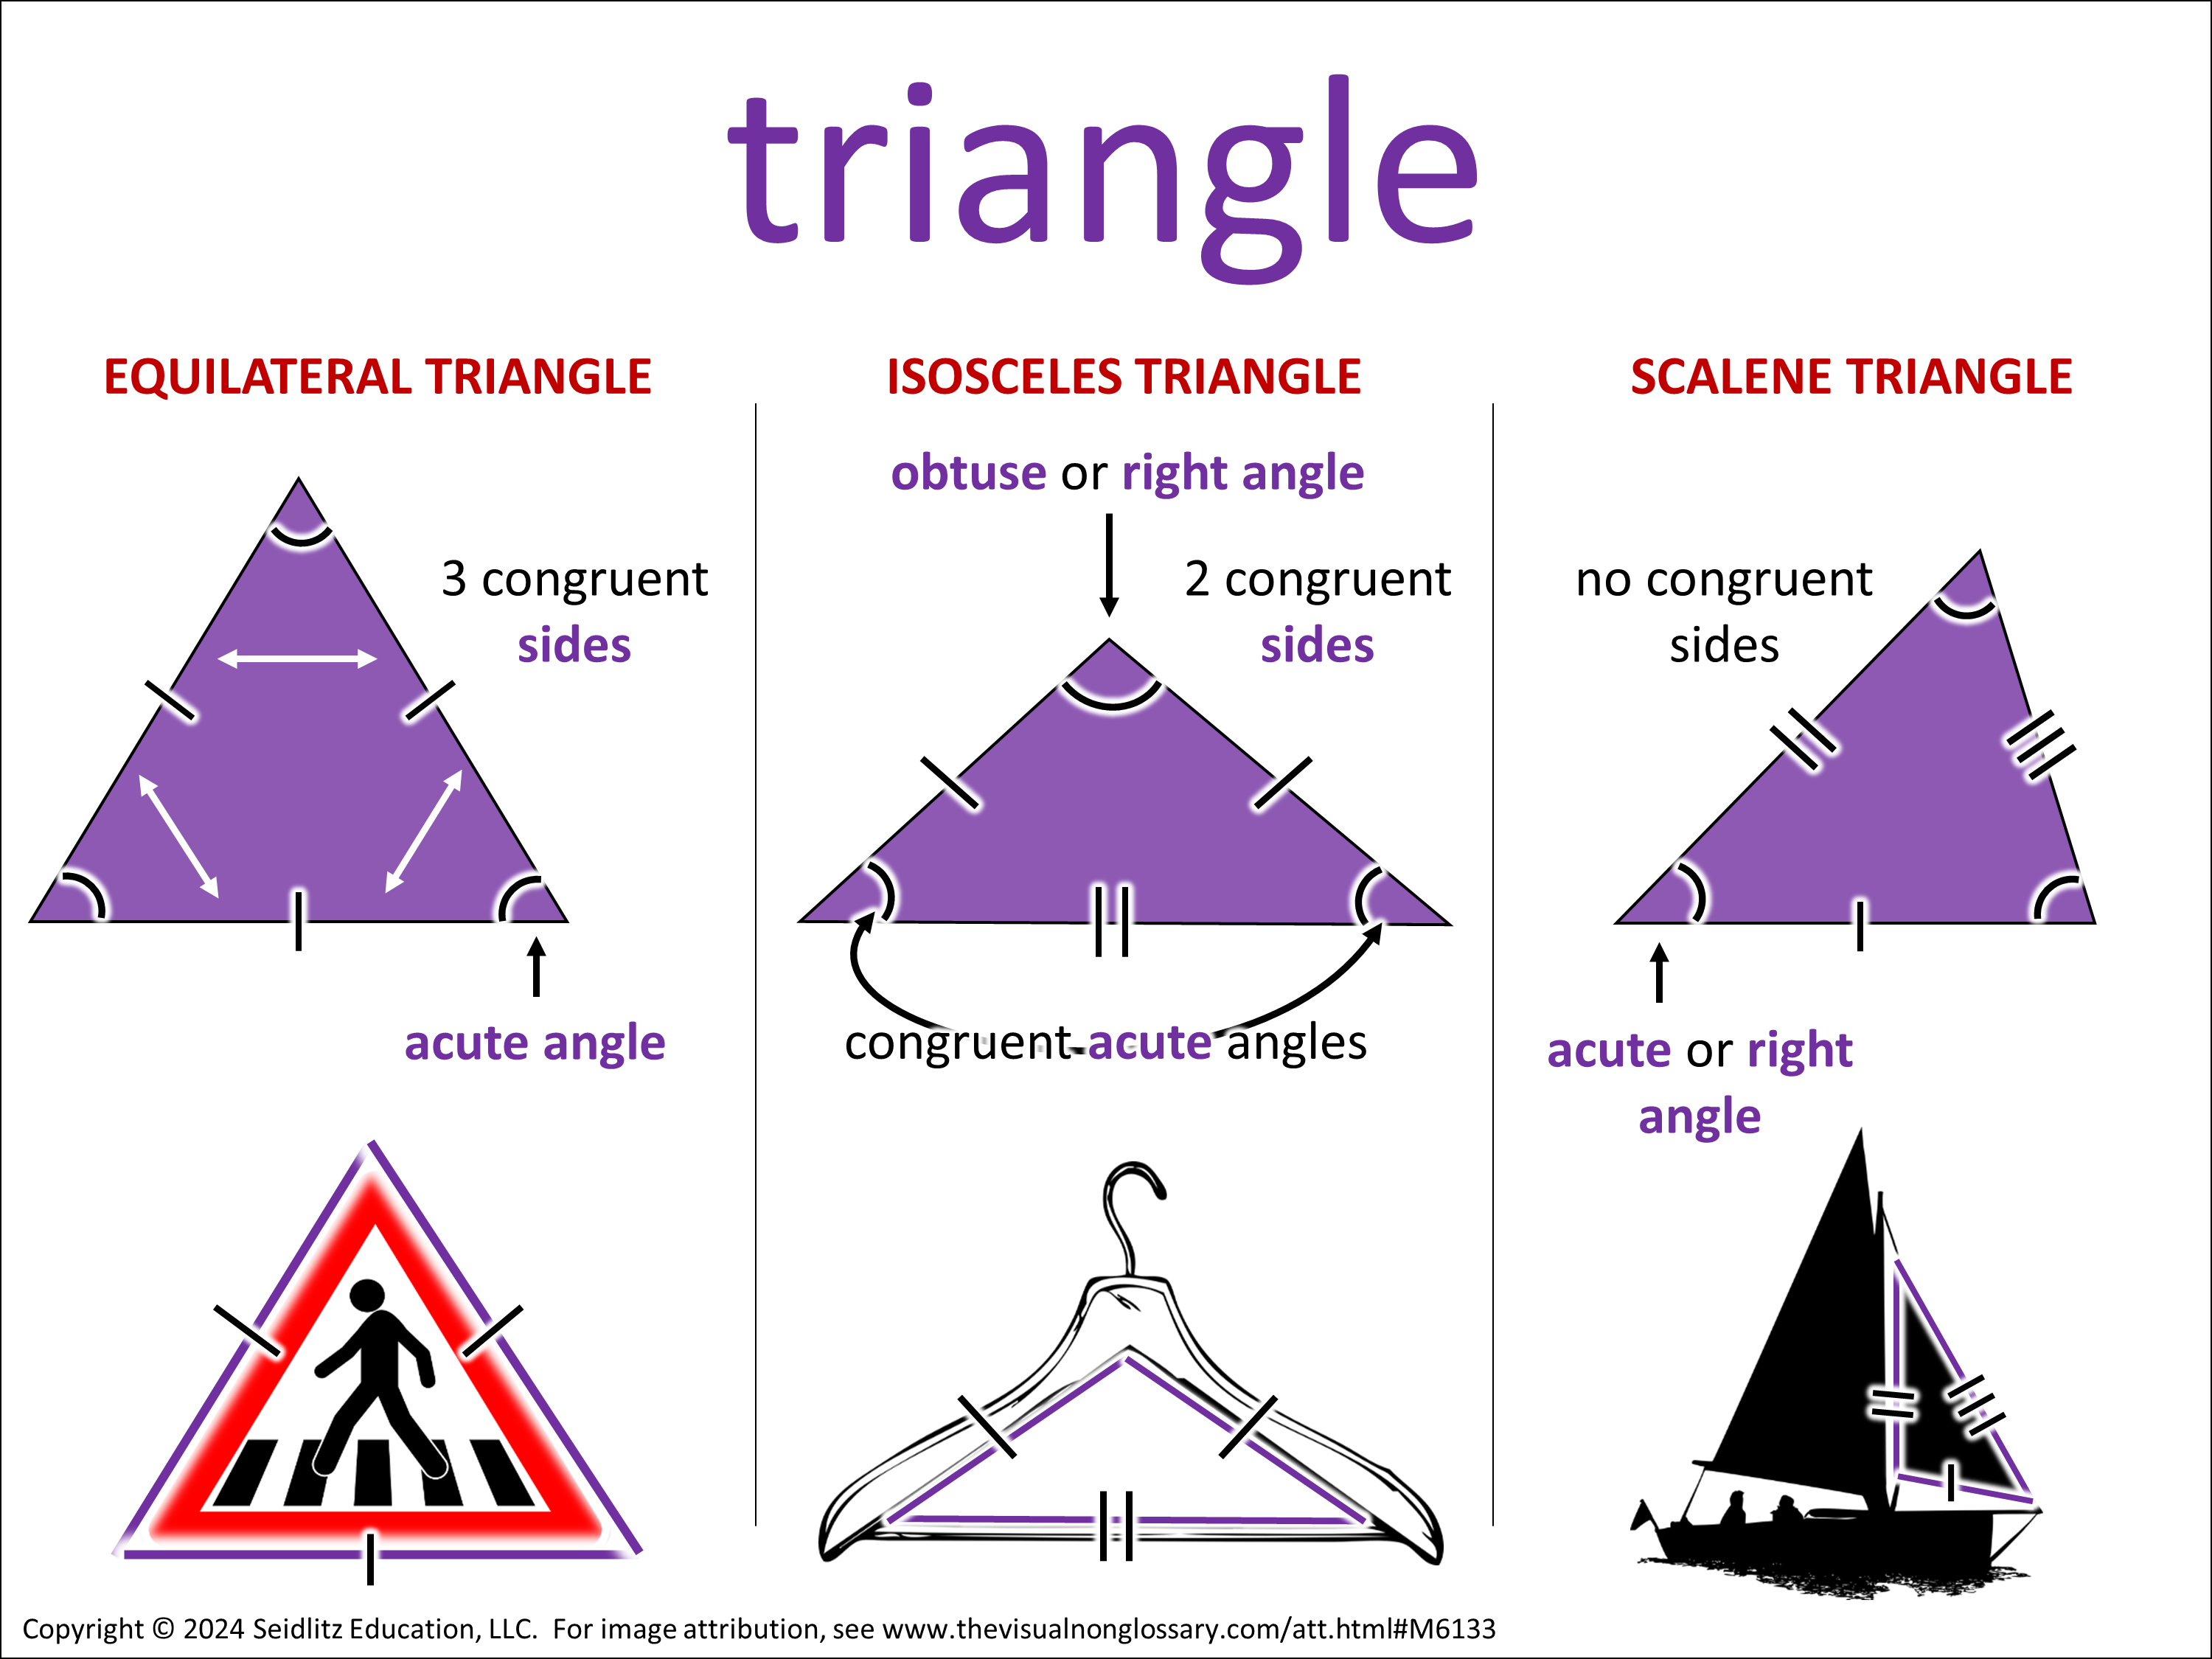 triangle
EQUILATERAL TRIANGLE
3 congruent
sides
acute angle
ISOSCELES TRIANGLE
obtuse or right angle
2 congruent
sides
congruent acute angles
SCALENE TRIANGLE
no congruent
sides
acute or right
angle
Copyright © 2024 Seidlitz Education, LLC.  For image attribution, see www.thevisualnonglossary.com/att.html#M6133